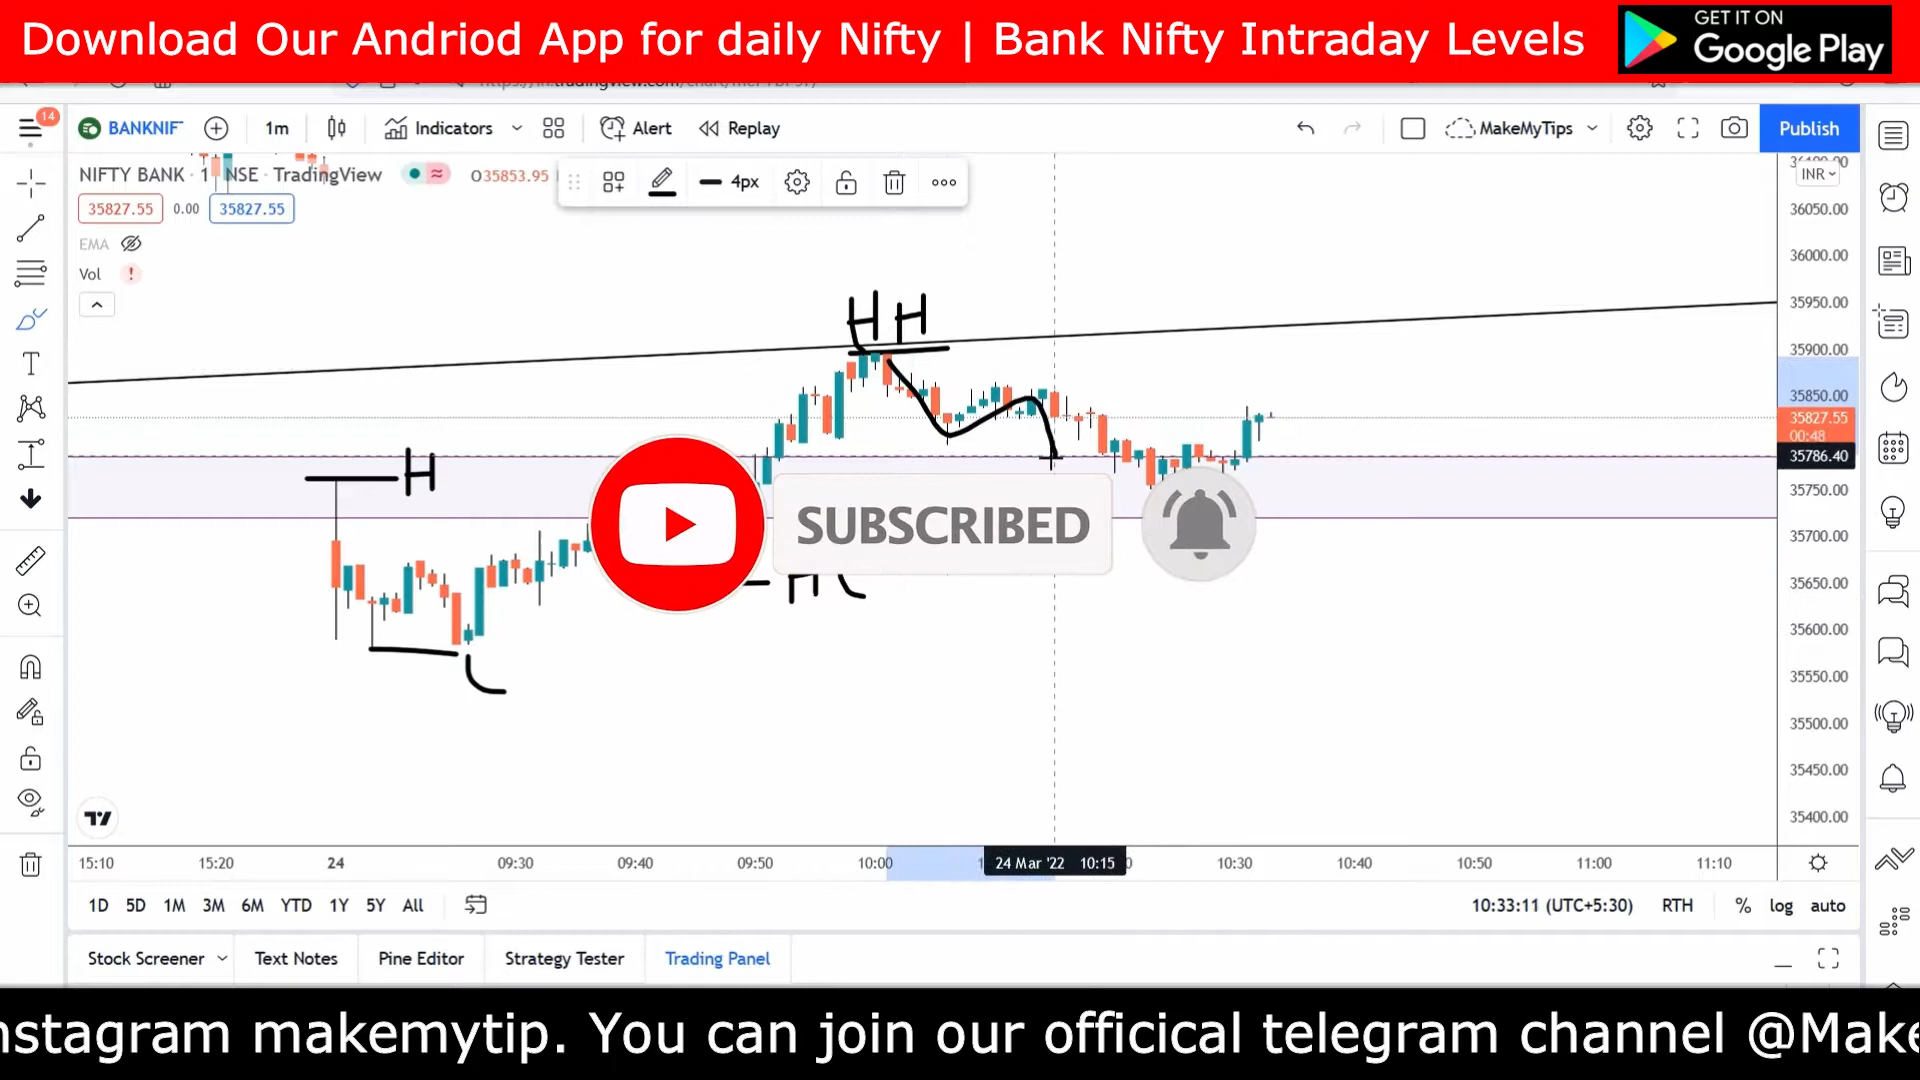 Download Our Andriod App for daily Nifty | Bank Nifty Intraday Levels
GET IT ON
Google Play
14
BANKNIF
1m
Indicators
Alert
Replay
MakeMyTips
Publish
NIFTY BANK · 1 NSE · TradingView
O35853.95
4px
INR
35827.55 0.00 35827.55
EMA
Vol !
HH
H
SUBSCRIBED
36050.00
36000.00
35950.00
35900.00
35850.00
35827.55
00:48
35786.40
35750.00
35700.00
35650.00
35600.00
35550.00
35500.00
35450.00
35400.00
15:10 15:20 24 09:30 09:40 09:50 10:00 24 Mar '22 10:15 10:30 10:40 10:50 11:00 11:10
1D 5D 1M 3M 6M YTD 1Y 5Y All
10:33:11 (UTC+5:30) RTH % log auto
Stock Screener Text Notes Pine Editor Strategy Tester Trading Panel
nstagram makemytip. You can join our officical telegram channel @Make